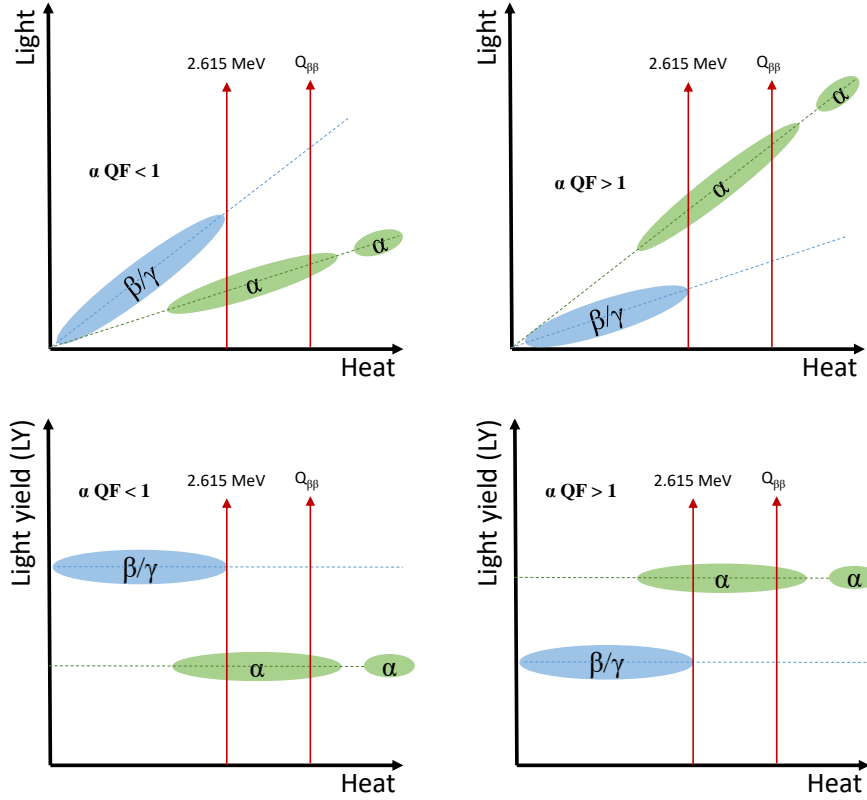 Light
2.615 MeV
Qββ
α QF < 1
β/γ
α
α
Heat
Light
2.615 MeV
Qββ
α QF > 1
β/γ
α
α
Heat
Light yield (LY)
2.615 MeV
Qββ
α QF < 1
β/γ
α
α
Heat
Light yield (LY)
2.615 MeV
Qββ
α QF > 1
α
α
β/γ
Heat